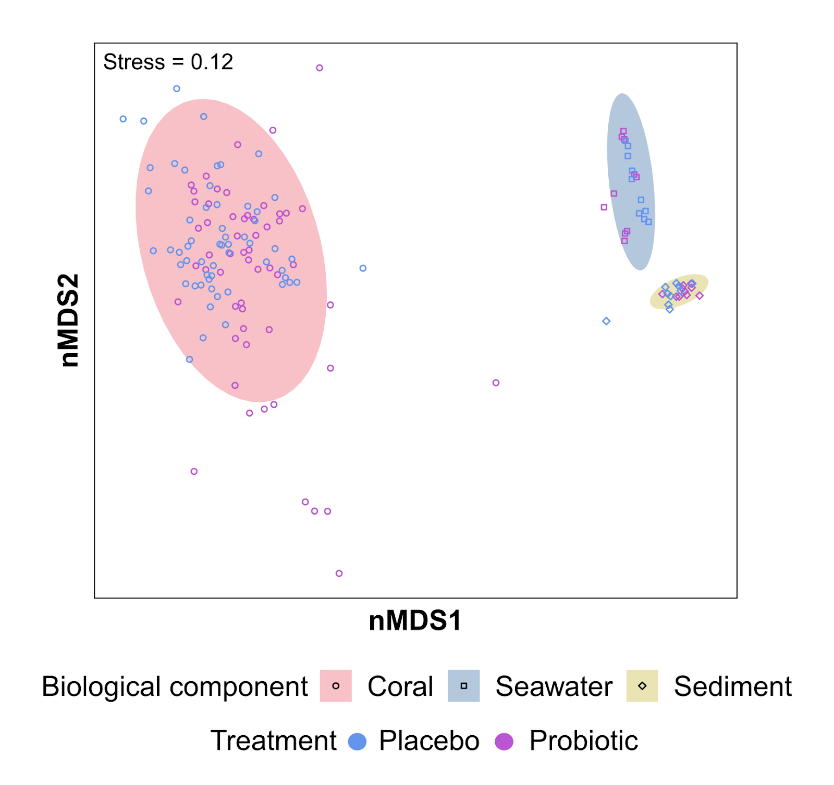 Stress = 0.12
nMDS2
nMDS1
Biological component Coral Seawater Sediment
Treatment Placebo Probiotic